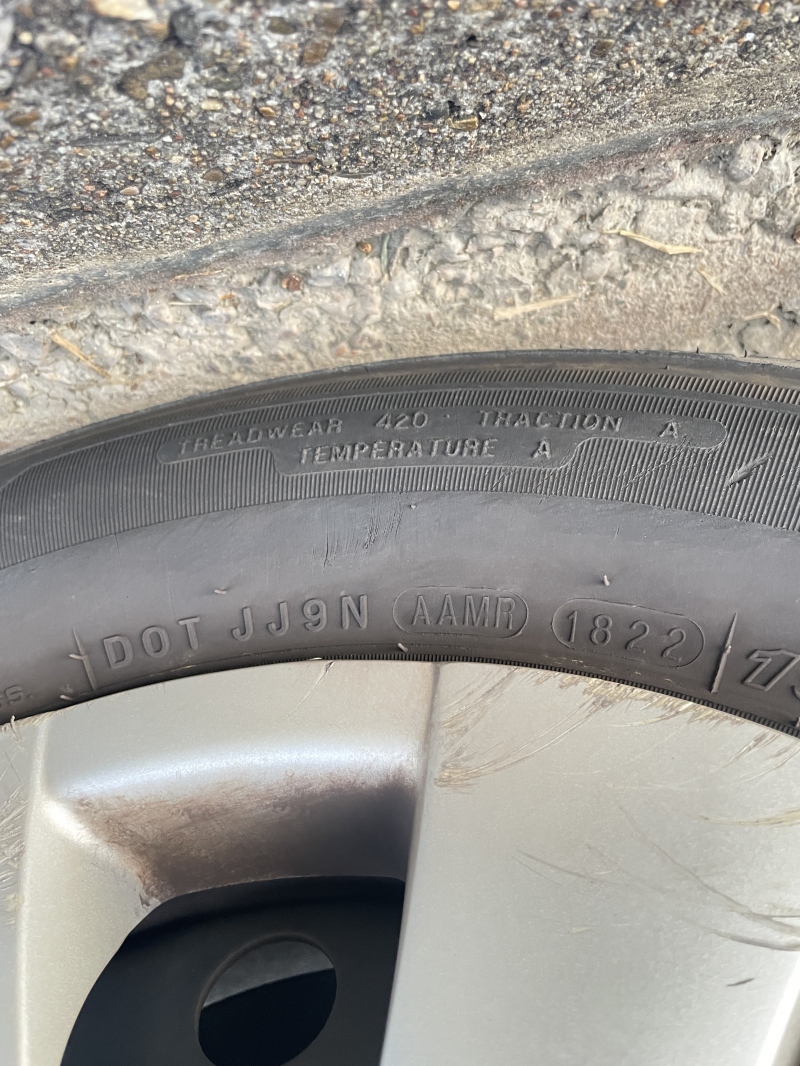 TREADWEAR 420 TRACTION A
TEMPERATURE A
DOT JJ9N AAMR 1822